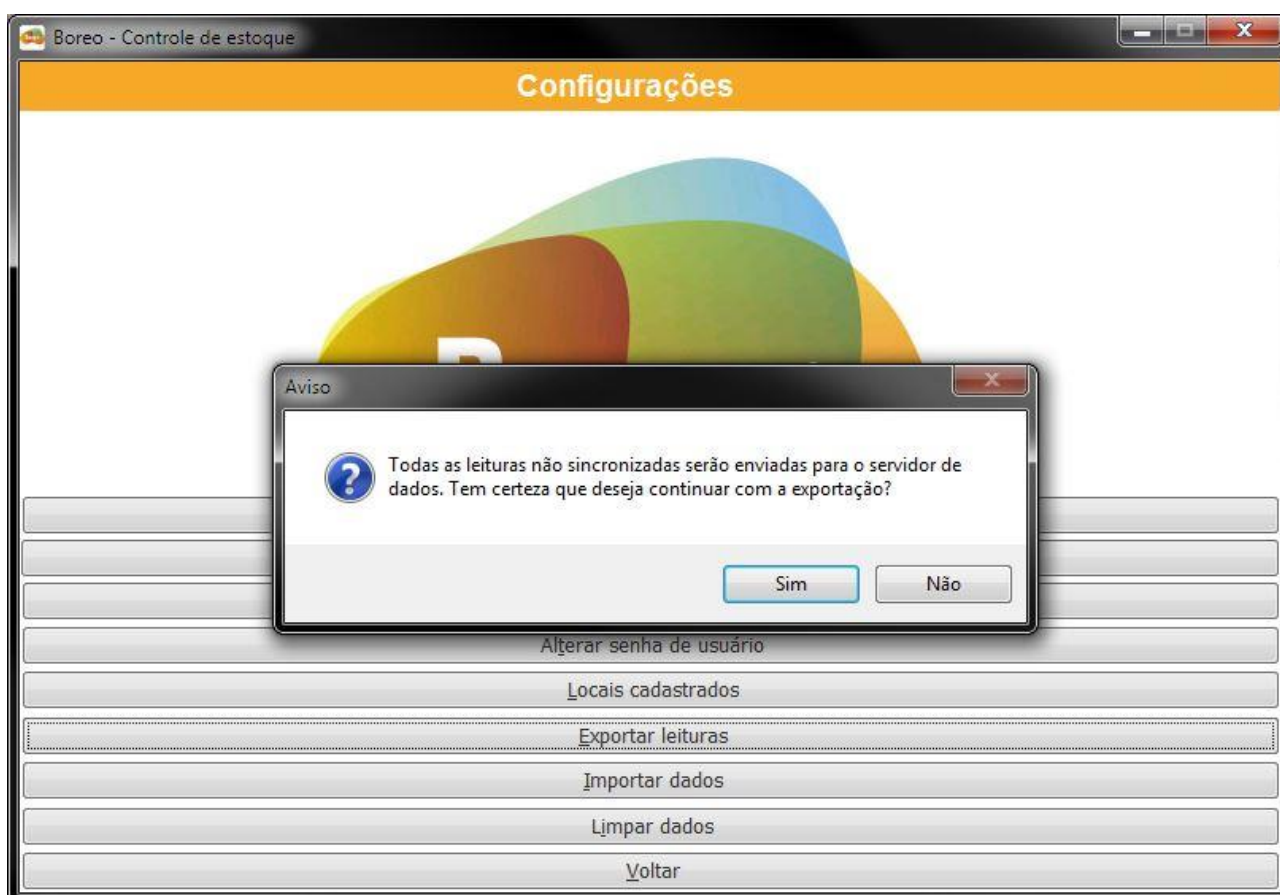 Boreo - Controle de estoque
Configurações
Aviso
Todas as leituras não sincronizadas serão enviadas para o servidor de
dados. Tem certeza que deseja continuar com a exportação?
Sim
Não
Alterar senha de usuário
Locais cadastrados
Exportar leituras
Importar dados
Limpar dados
Voltar